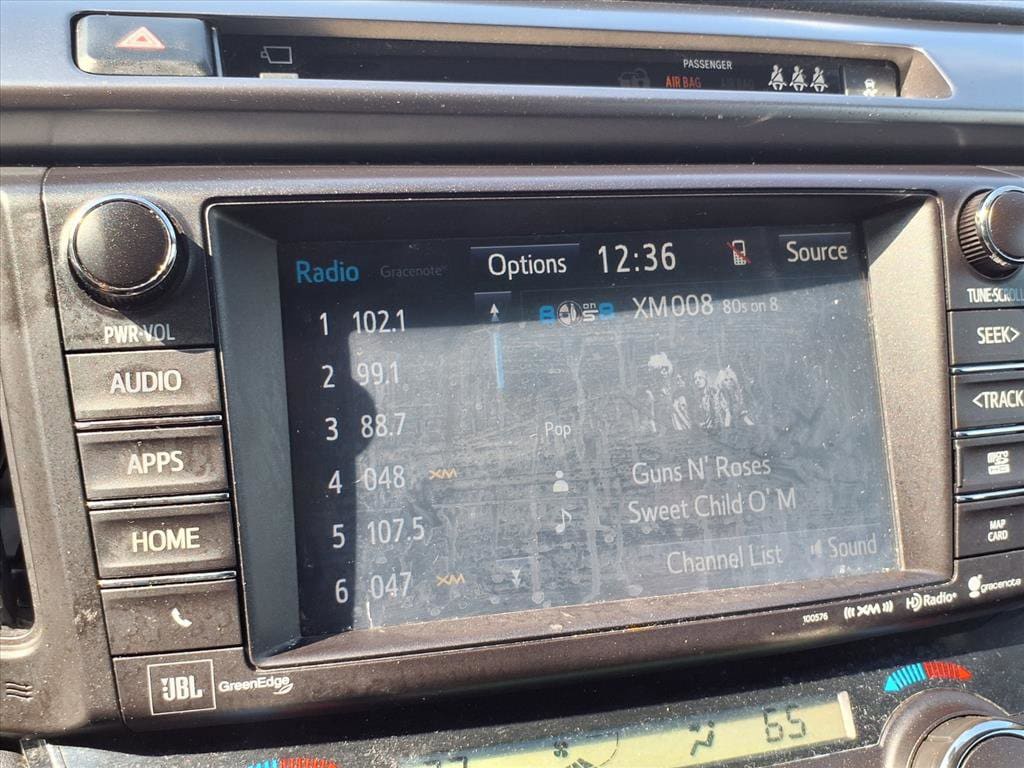 PASSENGER
AIR BAG
Radio Gracenote Options 12:36 Source
1 102.1
8 on 8 XM008 80s on 8
2 99.1
3 88.7
Pop
4 048 XM
Guns N' Roses
5 107.5
Sweet Child O' M
6 047 XM
Channel List Sound
PWR·VOL
AUDIO
APPS
HOME
JBL GreenEdge
TUNE·SCROLL
SEEK>
<TRACK
MAP
CARD
100576 XM HD Radio gracenote
65